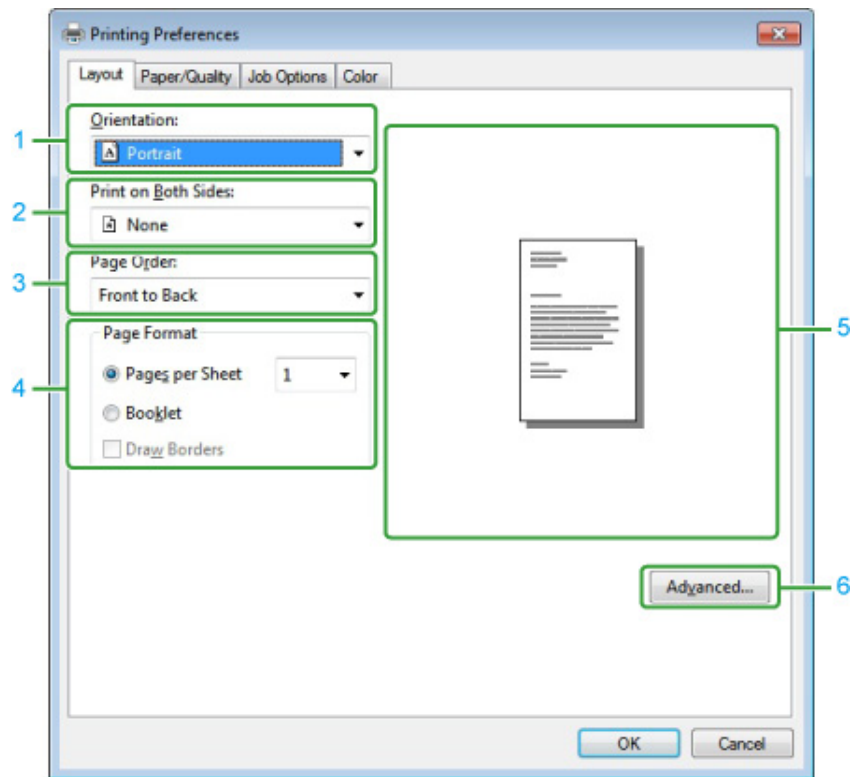 Printing Preferences
Layout Paper/Quality Job Options Color
Orientation:
1
Portrait
Print on Both Sides:
2
None
Page Order:
3
Front to Back
Page Format
4
Pages per Sheet 1
Booklet
Draw Borders
5
Advanced...
6
OK Cancel